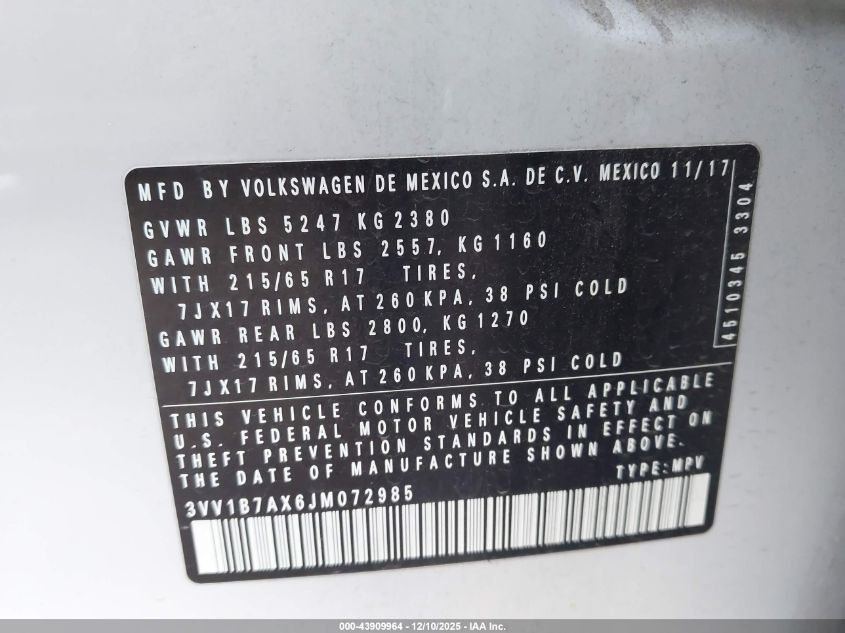 MFD BY VOLKSWAGEN DE MEXICO S.A. DE C.V. MEXICO 11/17
GVWR LBS 5247 KG 2380
GAWR FRONT LBS 2557, KG 1160
WITH 215/65 R17 TIRES,
7JX17 RIMS, AT 260 KPA, 38 PSI COLD
GAWR REAR LBS 2800, KG 1270
WITH 215/65 R17 TIRES,
7JX17 RIMS, AT 260 KPA, 38 PSI COLD
4510345 3304
THIS VEHICLE CONFORMS TO ALL APPLICABLE
U.S. FEDERAL MOTOR VEHICLE SAFETY AND
THEFT PREVENTION STANDARDS IN EFFECT ON
THE DATE OF MANUFACTURE SHOWN ABOVE.
TYPE: MPV
3VV1B7AX6JM072985
000-43909964 - 12/10/2025 - IAA Inc.